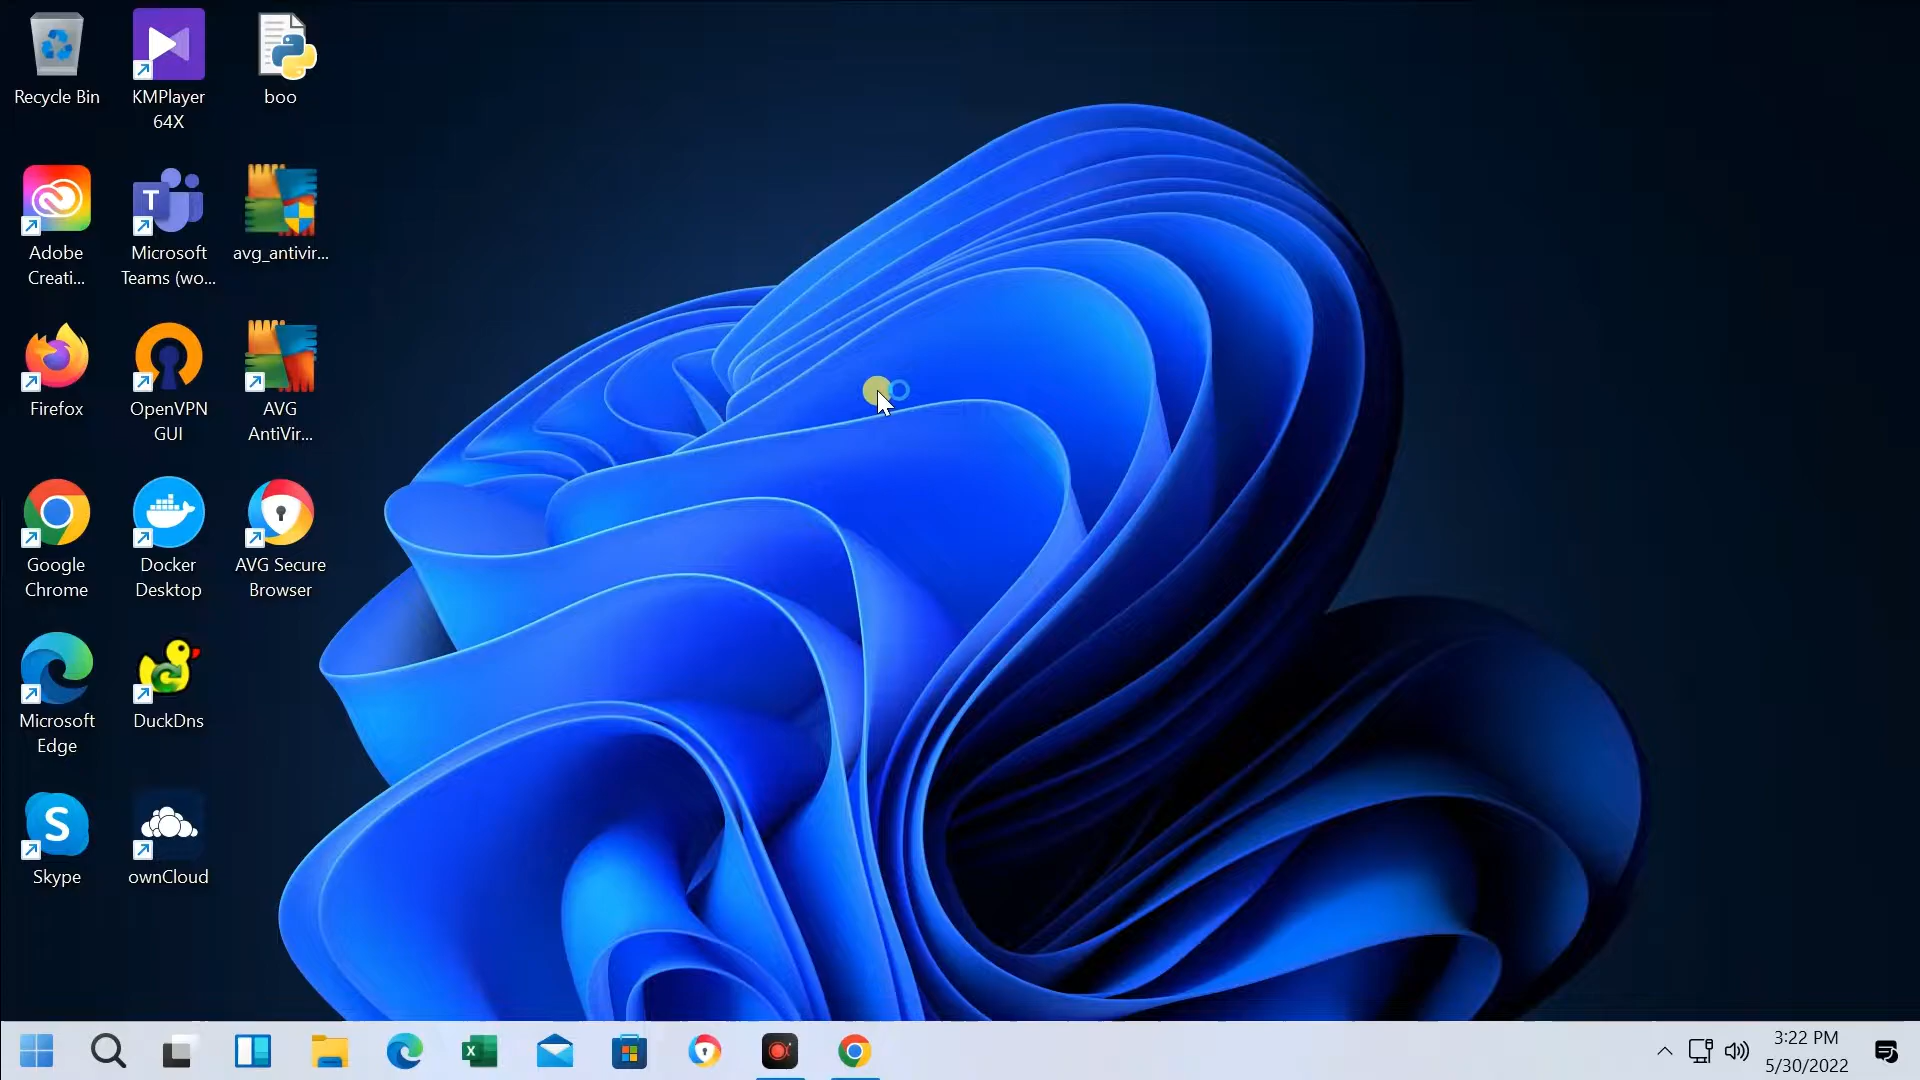 Recycle Bin
KMPlayer
64X
boo
Adobe
Creati...
Microsoft
Teams (wo...
avg_antivir...
Firefox
OpenVPN
GUI
AVG
AntiVir...
Google
Chrome
Docker
Desktop
AVG Secure
Browser
Microsoft
Edge
DuckDns
Skype
ownCloud
3:22 PM
5/30/2022